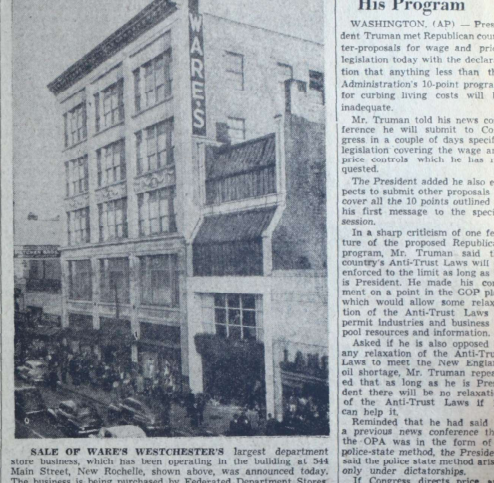 WARE'S
SALE OF WARE'S WESTCHESTER'S largest department
store business, which has been operating in the building at 544
Main Street, New Rochelle, shown above, was announced today.
The business is being purchased by Federated Department Stores
His Program
WASHINGTON, (AP) — Pres
dent Truman met Republican cou
ter-proposals for wage and pric
legislation today with the declar
tion that anything less than th
Administration's 10-point progra
for curbing living costs will b
inadequate.
Mr. Truman told his news co
ference he will submit to Co
gress in a couple of days specif
legislation covering the wage an
price controls which he has r
quested.
The President added he also e
pects to submit other proposals
cover all the 10 points outlined
his first message to the speci
session.
In a sharp criticism of one fe
ture of the proposed Republic
program, Mr. Truman said t
country's Anti-Trust Laws will
enforced to the limit as long as
is President. He made his co
ment on a point in the GOP pl
which would allow some relax
tion of the Anti-Trust Laws
permit Industries and business
pool resources and information.
Asked if he is also opposed
any relaxation of the Anti-Tru
Laws to meet the New Englan
oil shortage, Mr. Truman repea
ed that as long as he is Pres
dent there will be no relaxati
of the Anti-Trust Laws if
can help it.
Reminded that he had said
a previous news conference th
the OPA was in the form of
police-state method, the Preside
said the police state method aris
only under dictatorships.
If Congress directs price